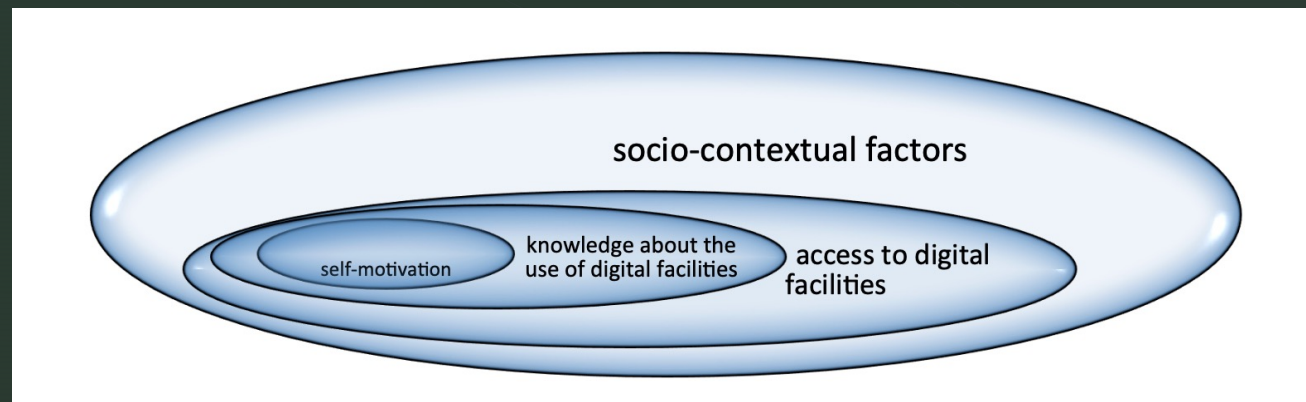 socio-contextual factors
self-motivation
knowledge about the
use of digital facilities
access to digital
facilities